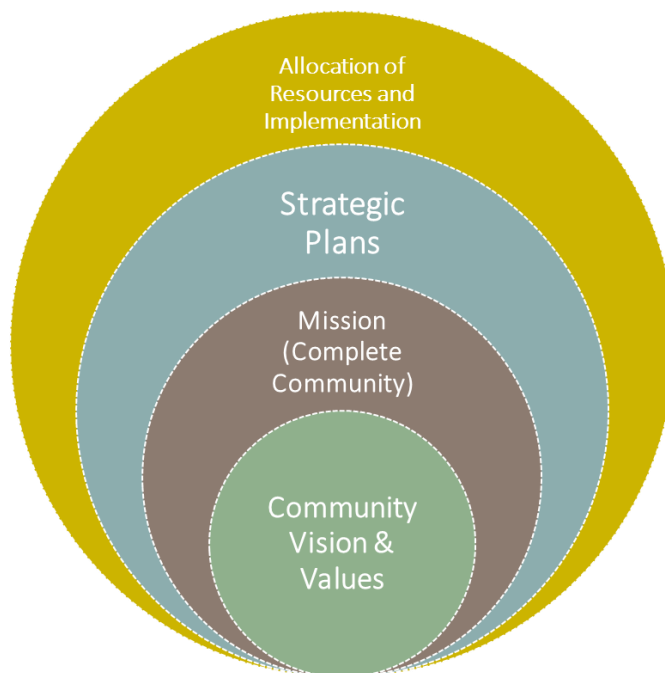 Allocation of
Resources and
Implementation
Strategic
Plans
Mission
(Complete
Community)
Community
Vision &
Values